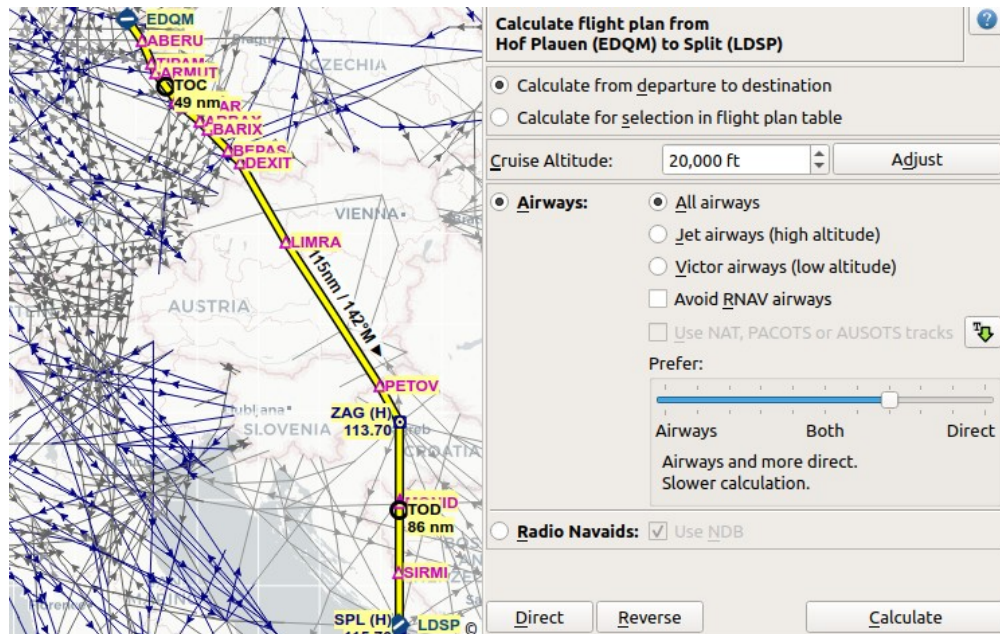 EDQM
ABERU
ARMUT
TOC
49 nm
AR
BARIX
BEPAS
DEXIT
CZECHIA
VIENNA
LIMRA
115nm / 142°M
AUSTRIA
PETOV
ZAG (H)
113.70
SLOVENIA
CROATIA
TOD
86 nm
SIRMI
SPL (H)
LDSP
©
Calculate flight plan from
Hof Plauen (EDQM) to Split (LDSP)
Calculate from departure to destination
Calculate for selection in flight plan table
Cruise Altitude: 20,000 ft Adjust
Airways: All airways
Jet airways (high altitude)
Victor airways (low altitude)
Avoid RNAV airways
Use NAT, PACOTS or AUSOTS tracks
Prefer:
Airways Both Direct
Airways and more direct.
Slower calculation.
Radio Navaids: Use NDB
Direct Reverse Calculate